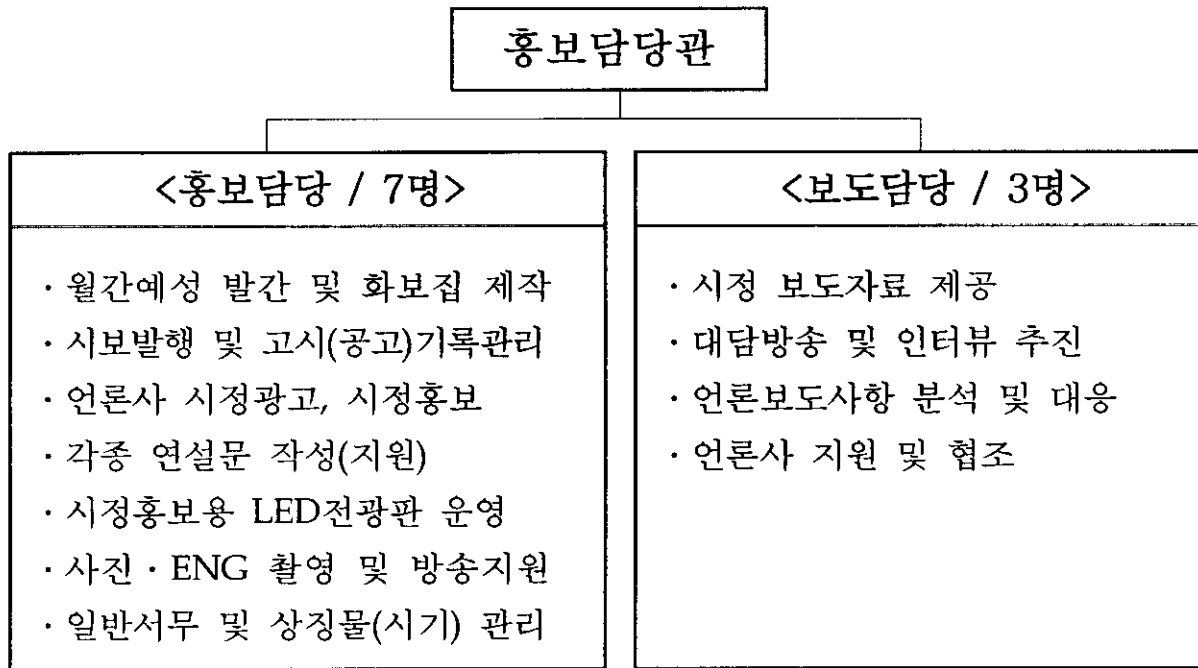 홍보담당관
<홍보담당 / 7명>
· 월간예성 발간 및 화보집 제작
· 시보발행 및 고시(공고)기록관리
· 언론사 시정광고, 시정홍보
· 각종 연설문 작성(지원)
· 시정홍보용 LED전광판 운영
· 사진 · ENG 촬영 및 방송지원
· 일반서무 및 상징물(시기) 관리
<보도담당 / 3명>
· 시정 보도자료 제공
· 대담방송 및 인터뷰 추진
· 언론보도사항 분석 및 대응
· 언론사 지원 및 협조